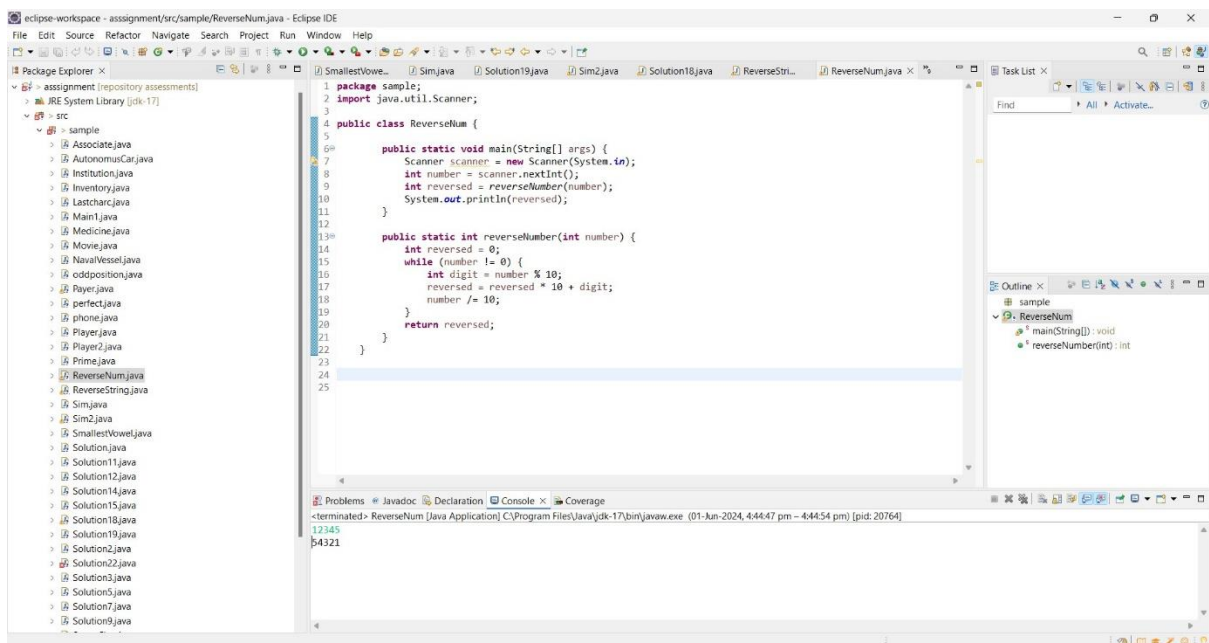 eclipse-workspace - asssignment/src/sample/ReverseNum.java - Eclipse IDE
File Edit Source Refactor Navigate Search Project Run Window Help
Package Explorer
asssignment [repository assessments]
JRE System Library [jdk-17]
src
sample
Associate.java
AutonomusCar.java
Institution.java
Inventory.java
Lastcharc.java
Main1.java
Medicine.java
Movie.java
NavalVessel.java
oddposition.java
Payer.java
perfect.java
phone.java
Player.java
Player2.java
Prime.java
ReverseNum.java
ReverseString.java
Sim.java
Sim2.java
SmallestVowel.java
Solution.java
Solution11.java
Solution12.java
Solution14.java
Solution15.java
Solution18.java
Solution19.java
Solution2.java
Solution22.java
Solution3.java
Solution5.java
Solution7.java
Solution9.java
SmallestVowe... Sim.java Solution19.java Sim2.java Solution18.java ReverseStri... ReverseNum.java
1 package sample;
2 import java.util.Scanner;
3
4 public class ReverseNum {
5
6 public static void main(String[] args) {
7 Scanner scanner = new Scanner(System.in);
8 int number = scanner.nextInt();
9 int reversed = reverseNumber(number);
10 System.out.println(reversed);
11 }
12
13 public static int reverseNumber(int number) {
14 int reversed = 0;
15 while (number != 0) {
16 int digit = number % 10;
17 reversed = reversed * 10 + digit;
18 number /= 10;
19 }
20 return reversed;
21 }
22 }
23
24
25
Problems Javadoc Declaration Console Coverage
<terminated> ReverseNum [Java Application] C:\Program Files\Java\jdk-17\bin\javaw.exe (01-Jun-2024, 4:44:47 pm – 4:44:54 pm) [pid: 20764]
12345
54321
Task List
Find All Activate...
Outline
sample
ReverseNum
main(String[]) : void
reverseNumber(int) : int